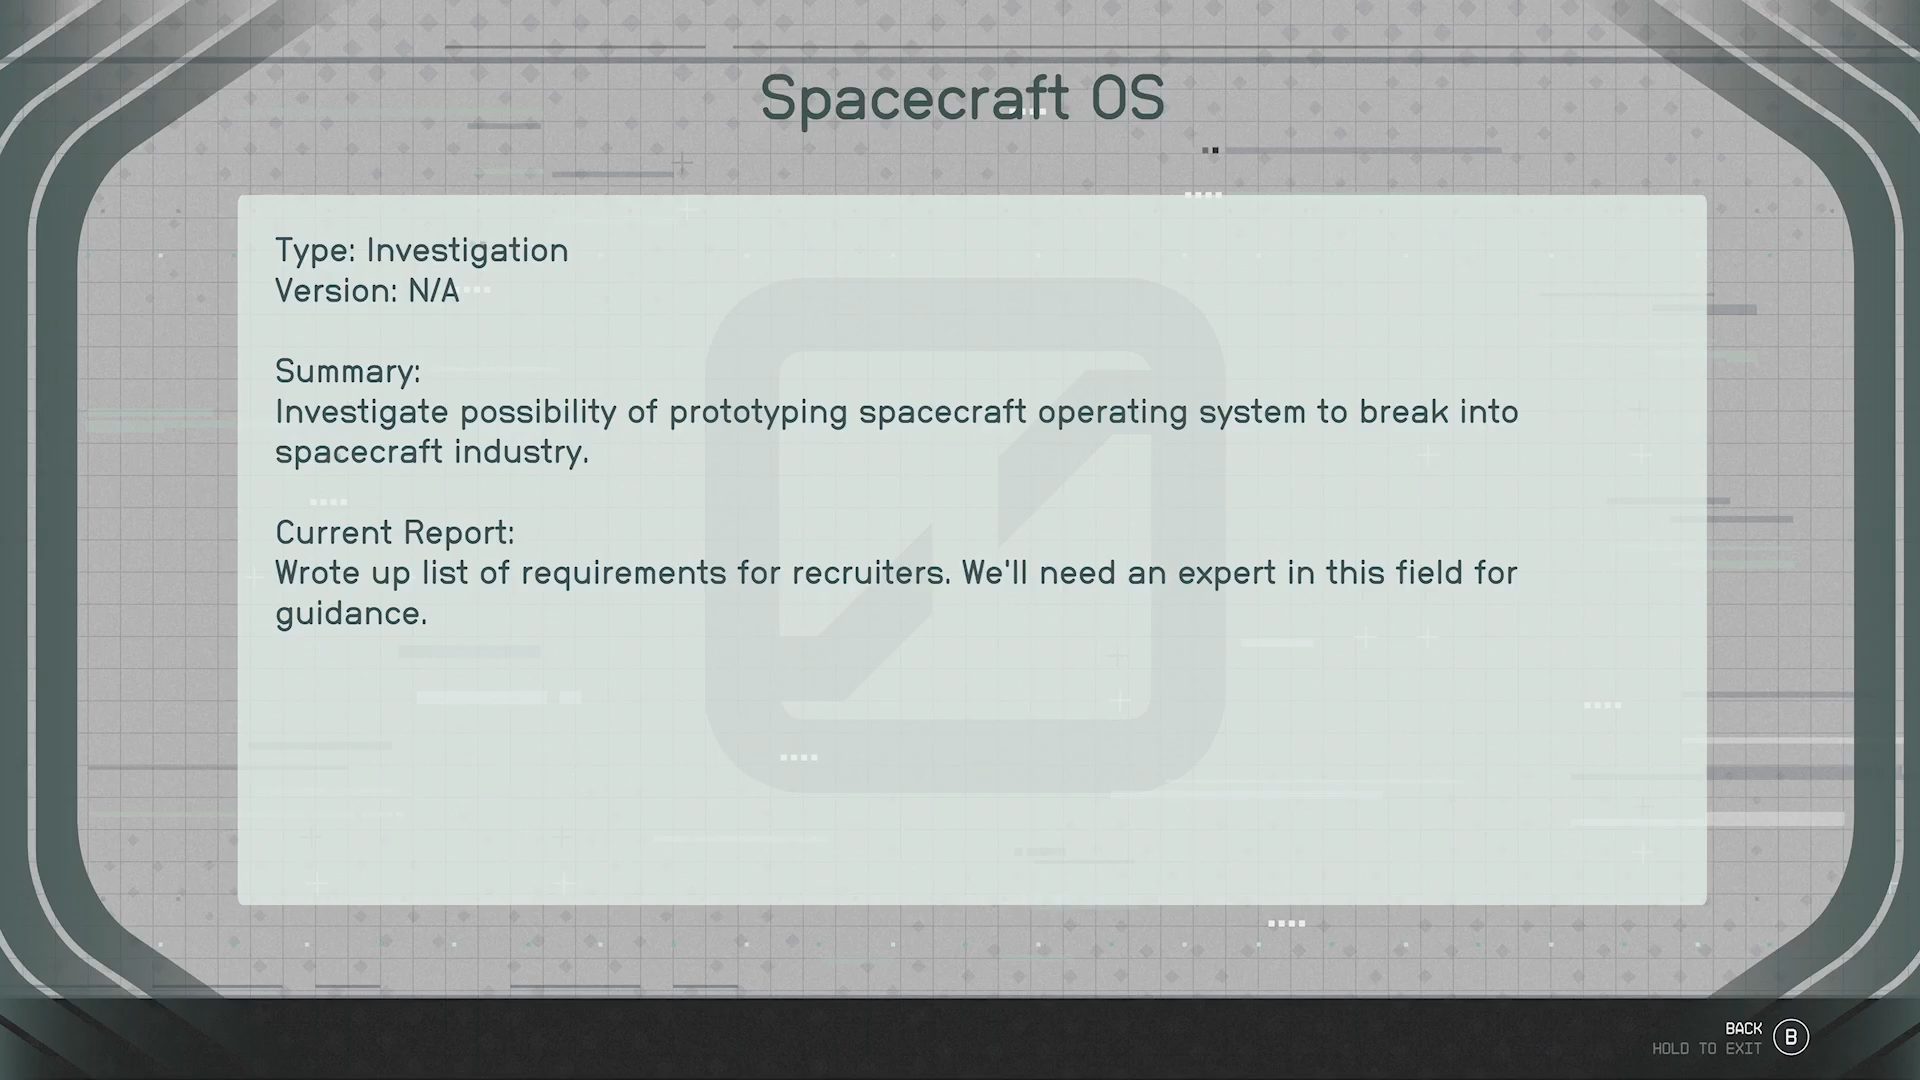 Spacecraft OS
Type: Investigation
Version: N/A
Summary:
Investigate possibility of prototyping spacecraft operating system to break into
spacecraft industry.
Current Report:
Wrote up list of requirements for recruiters. We'll need an expert in this field for
guidance.
BACK
HOLD TO EXIT
B